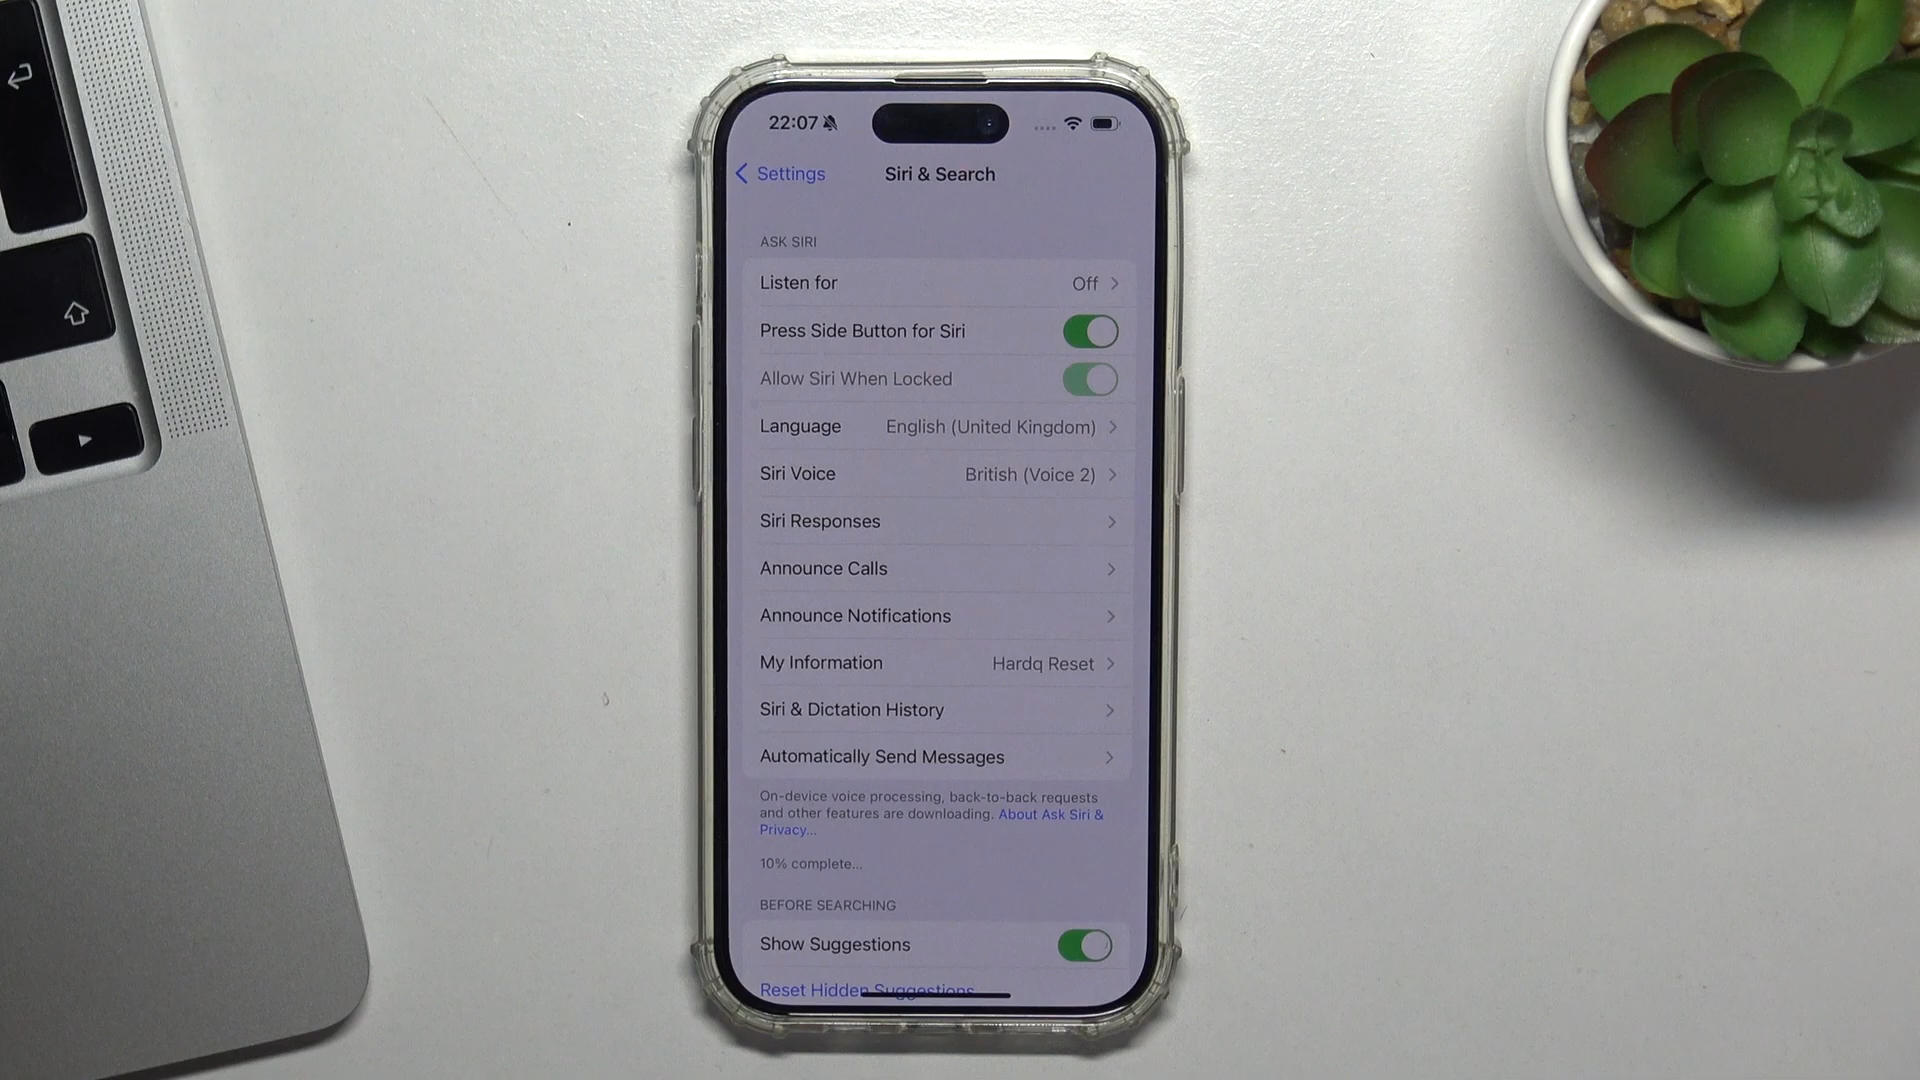 22:07
Settings
Siri & Search
ASK SIRI
Listen for Off
Press Side Button for Siri
Allow Siri When Locked
Language English (United Kingdom)
Siri Voice British (Voice 2)
Siri Responses
Announce Calls
Announce Notifications
My Information Hardq Reset
Siri & Dictation History
Automatically Send Messages
On-device voice processing, back-to-back requests
and other features are downloading. About Ask Siri &
Privacy...
10% complete...
BEFORE SEARCHING
Show Suggestions
Reset Hidden Suggestions